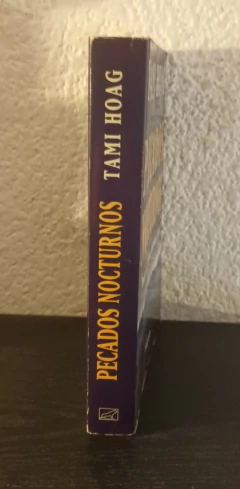 PECADOS NOCTURNOS
TAMI HOAG